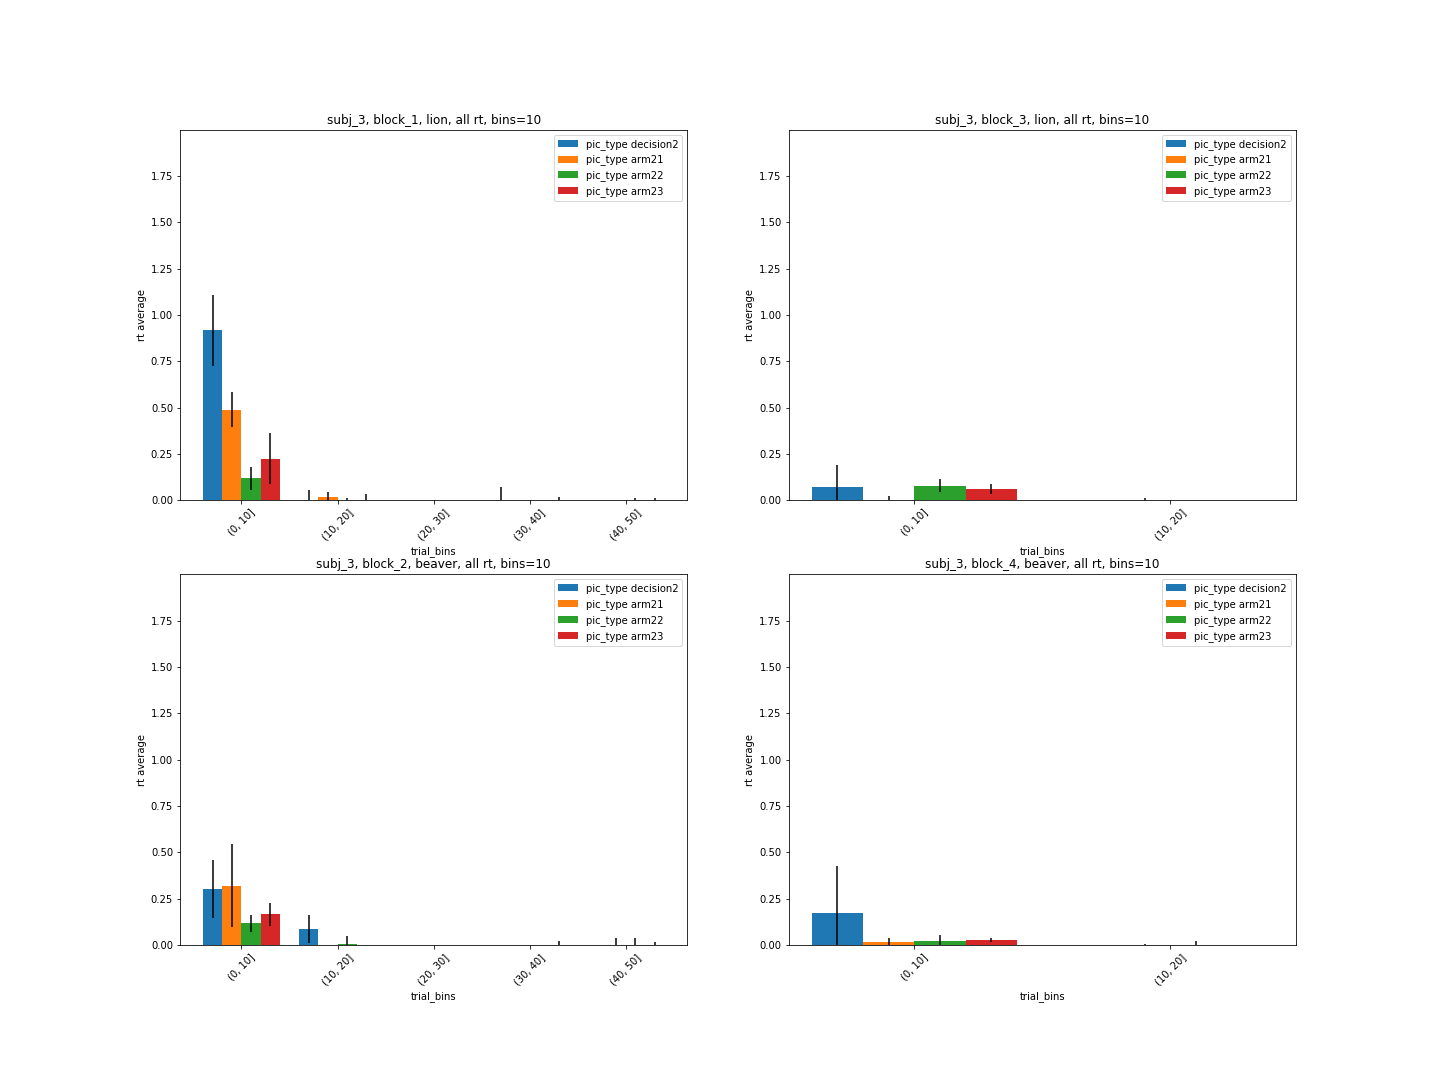 subj_3, block_1, lion, all rt, bins=10
pic_type decision2
pic_type arm21
pic_type arm22
pic_type arm23
1.75
1.50
1.25
1.00
0.75
0.50
0.25
0.00
rt average
(0, 10]
(10, 20]
(20, 30]
(30, 40]
(40, 50]
trial_bins
subj_3, block_3, lion, all rt, bins=10
pic_type decision2
pic_type arm21
pic_type arm22
pic_type arm23
1.75
1.50
1.25
1.00
0.75
0.50
0.25
0.00
rt average
(0, 10]
(10, 20]
trial_bins
subj_3, block_2, beaver, all rt, bins=10
pic_type decision2
pic_type arm21
pic_type arm22
pic_type arm23
1.75
1.50
1.25
1.00
0.75
0.50
0.25
0.00
rt average
(0, 10]
(10, 20]
(20, 30]
(30, 40]
(40, 50]
trial_bins
subj_3, block_4, beaver, all rt, bins=10
pic_type decision2
pic_type arm21
pic_type arm22
pic_type arm23
1.75
1.50
1.25
1.00
0.75
0.50
0.25
0.00
rt average
(0, 10]
(10, 20]
trial_bins